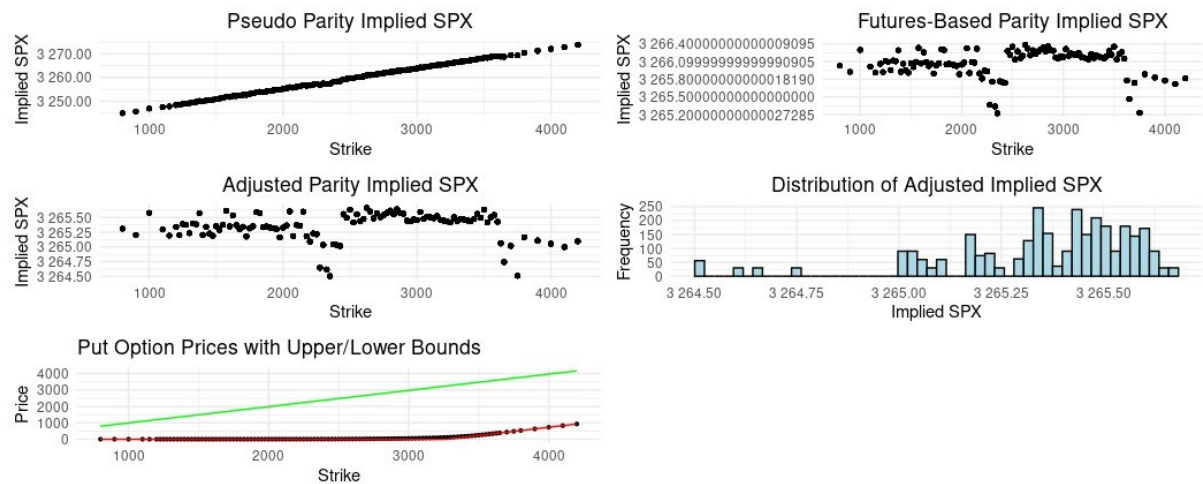 Pseudo Parity Implied SPX
Implied SPX
3 270.00
3 260.00
3 250.00
1000 2000 3000 4000
Strike
Futures-Based Parity Implied SPX
Implied SPX
3 266.40000000000009095
3 266.09999999999990905
3 265.80000000000018190
3 265.50000000000000000
3 265.20000000000027285
1000 2000 3000 4000
Strike
Adjusted Parity Implied SPX
Implied SPX
3 265.50
3 265.00
3 264.50
1000 2000 3000 4000
Strike
Distribution of Adjusted Implied SPX
Frequency
250
200
150
100
50
0
3 264.50 3 264.75 3 265.00 3 265.25 3 265.50
Implied SPX
Put Option Prices with Upper/Lower Bounds
Price
4000
3000
2000
1000
0
1000 2000 3000 4000
Strike